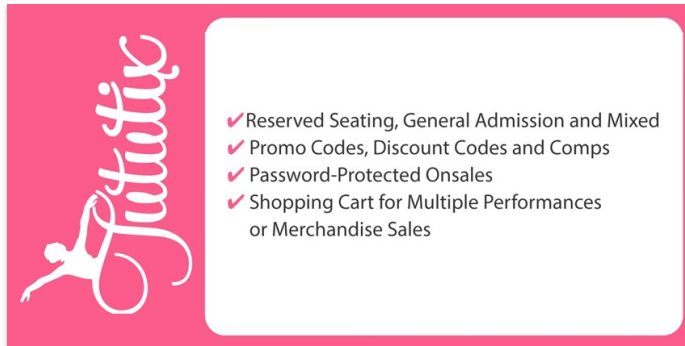 Tututix
✔Reserved Seating, General Admission and Mixed
✔ Promo Codes, Discount Codes and Comps
✔ Password-Protected Onsales
✔ Shopping Cart for Multiple Performances
or Merchandise Sales